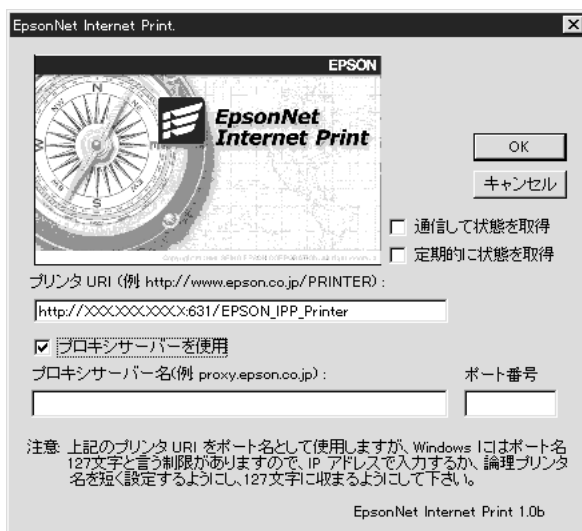 EpsonNet Internet Print.
EPSON
EpsonNet
Internet Print
OK
キャンセル
通信して状態を取得
定期的に状態を取得
プリンタ URI (例 http://www.epson.co.jp/PRINTER) :
http://XXX.XXX.XXX.X:631/EPSON_IPP_Printer
プロキシサーバーを使用
プロキシサーバー名(例 proxy.epson.co.jp) :
ポート番号
注意: 上記のプリンタ URI をポート名として使用しますが、Windows にはポート名
127文字と言う制限がありますので、IP アドレスで入力するか、論理プリンタ
名を短く設定するようにし、127文字に収まるようにして下さい。
EpsonNet Internet Print 1.0b